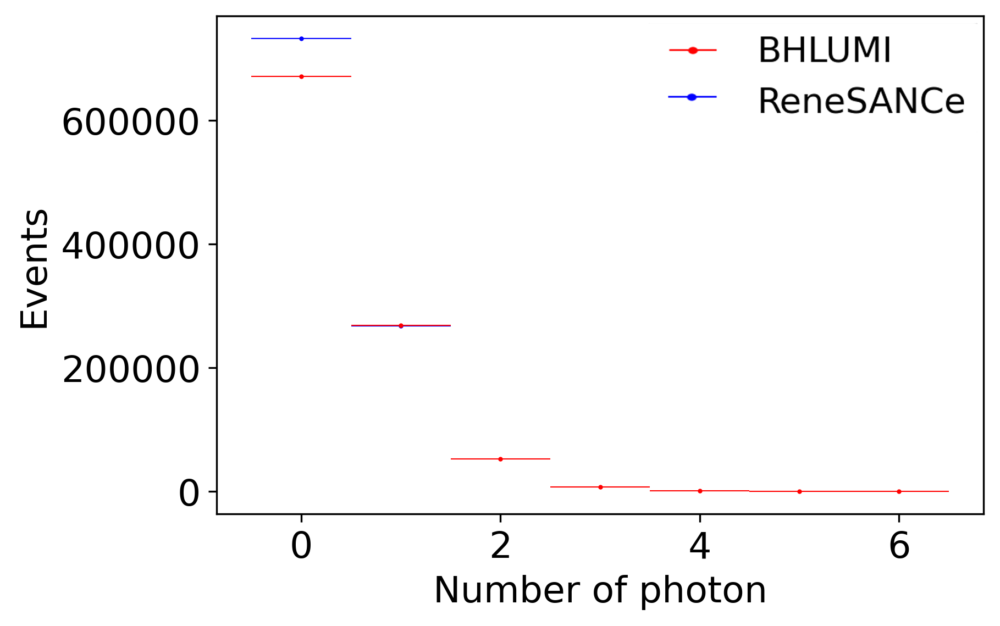 BHLUMI
ReneSANCe
600000
400000
200000
0
Events
0 2 4 6
Number of photon